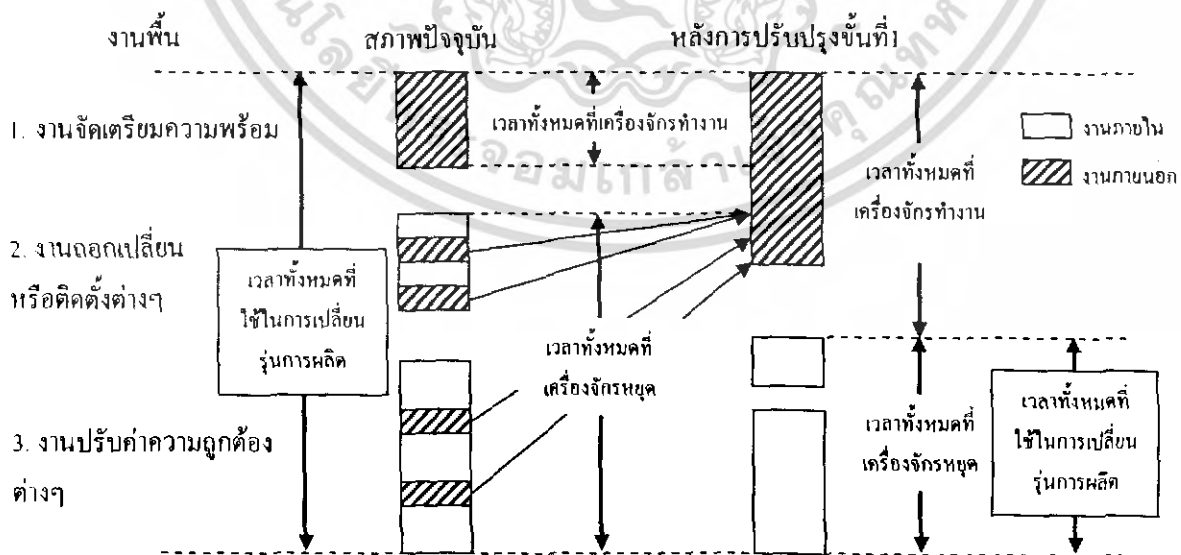 งานพื้น
สภาพปัจจุบัน
หลังการปรับปรุงขั้นที่1
1. งานจัดเตรียมความพร้อม
เวลาทั้งหมดที่เครื่องจักรทำงาน
เวลาทั้งหมดที่
เครื่องจักรทำงาน
งานภายใน
งานภายนอก
2. งานถอกเปลี่ยน
หรือติดตั้งต่างๆ
เวลาทั้งหมดที่
ใช้ในการเปลี่ยน
รุ่นการผลิต
เวลาทั้งหมดที่
เครื่องจักรหยุด
3. งานปรับค่าความถูกต้อง
ต่างๆ
เวลาทั้งหมดที่
เครื่องจักรหยุด
เวลาทั้งหมดที่
ใช้ในการเปลี่ยน
รุ่นการผลิต